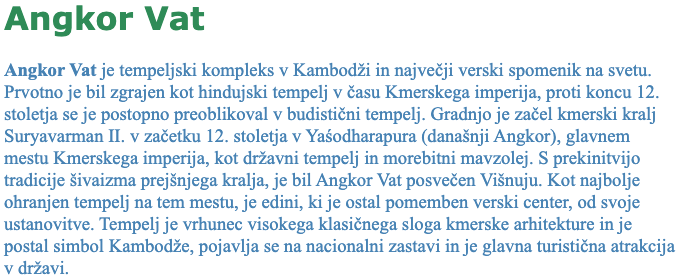 Angkor Vat
Angkor Vat je tempeljski kompleks v Kambodži in največji verski spomenik na svetu.
Prvotno je bil zgrajen kot hindujski tempelj v času Kmerskega imperija, proti koncu 12.
stoletja se je postopno preoblikoval v budistični tempelj. Gradnjo je začel kmerski kralj
Suryavarman II. v začetku 12. stoletja v Yaśodharapura (današnji Angkor), glavnem
mestu Kmerskega imperija, kot državni tempelj in morebitni mavzolej. S prekinitvijo
tradicije šivaizma prejšnjega kralja, je bil Angkor Vat posvečen Višnuju. Kot najbolje
ohranjen tempelj na tem mestu, je edini, ki je ostal pomemben verski center, od svoje
ustanovitve. Tempelj je vrhunec visokega klasičnega sloga kmerske arhitekture in je
postal simbol Kambodže, pojavlja se na nacionalni zastavi in je glavna turistična atrakcija
v državi.